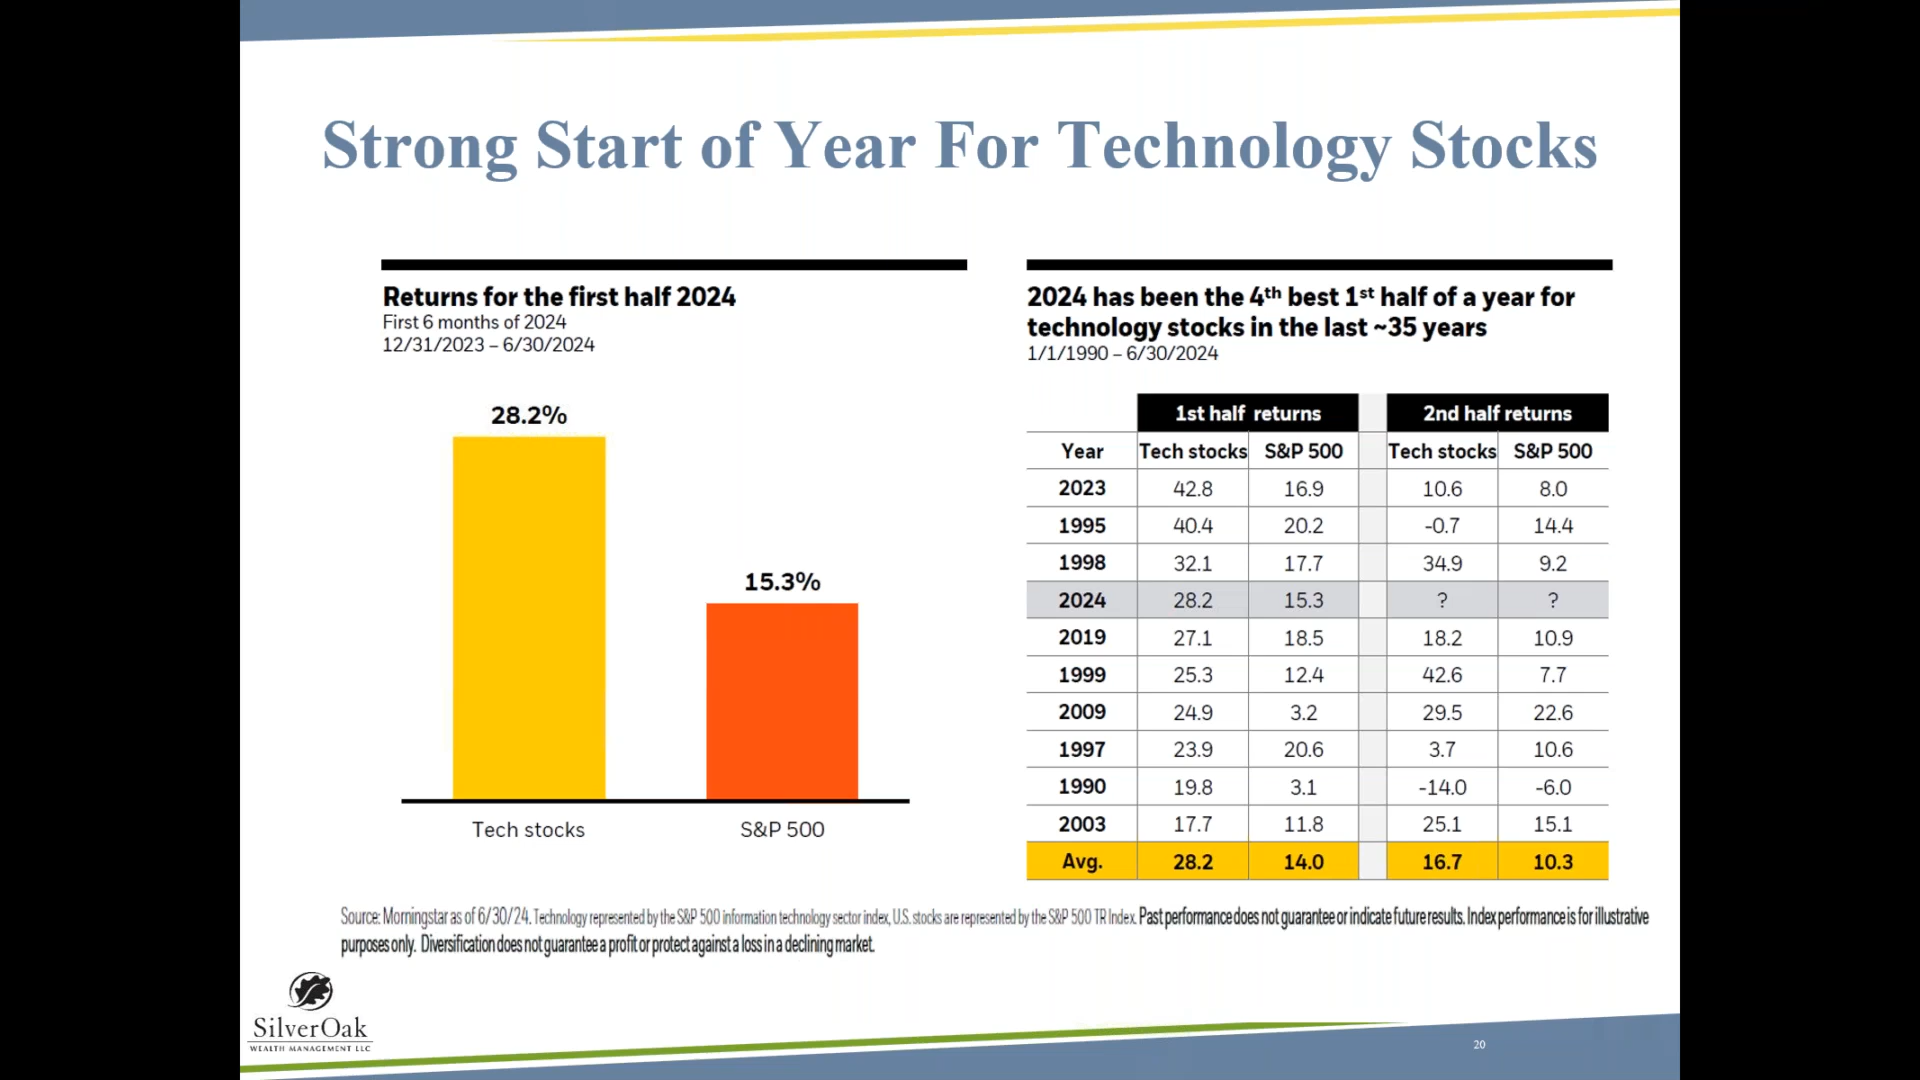 Strong Start of Year For Technology Stocks
Returns for the first half 2024
First 6 months of 2024
12/31/2023 – 6/30/2024
28.2%
15.3%
Tech stocks S&P 500
2024 has been the 4th best 1st half of a year for
technology stocks in the last ~35 years
1/1/1990 – 6/30/2024
1st half returns 2nd half returns
Year Tech stocks S&P 500 Tech stocks S&P 500
2023 42.8 16.9 10.6 8.0
1995 40.4 20.2 -0.7 14.4
1998 32.1 17.7 34.9 9.2
2024 28.2 15.3 ? ?
2019 27.1 18.5 18.2 10.9
1999 25.3 12.4 42.6 7.7
2009 24.9 3.2 29.5 22.6
1997 23.9 20.6 3.7 10.6
1990 19.8 3.1 -14.0 -6.0
2003 17.7 11.8 25.1 15.1
Avg. 28.2 14.0 16.7 10.3
Source: Morningstar as of 6/30/24. Technology represented by the S&P 500 information technology sector index, U.S. stocks are represented by the S&P 500 TR Index. Past performance does not guarantee or indicate future results. Index performance is for illustrative
purposes only. Diversification does not guarantee a profit or protect against a loss in a declining market.
SilverOak
WEALTH MANAGEMENT LLC
20